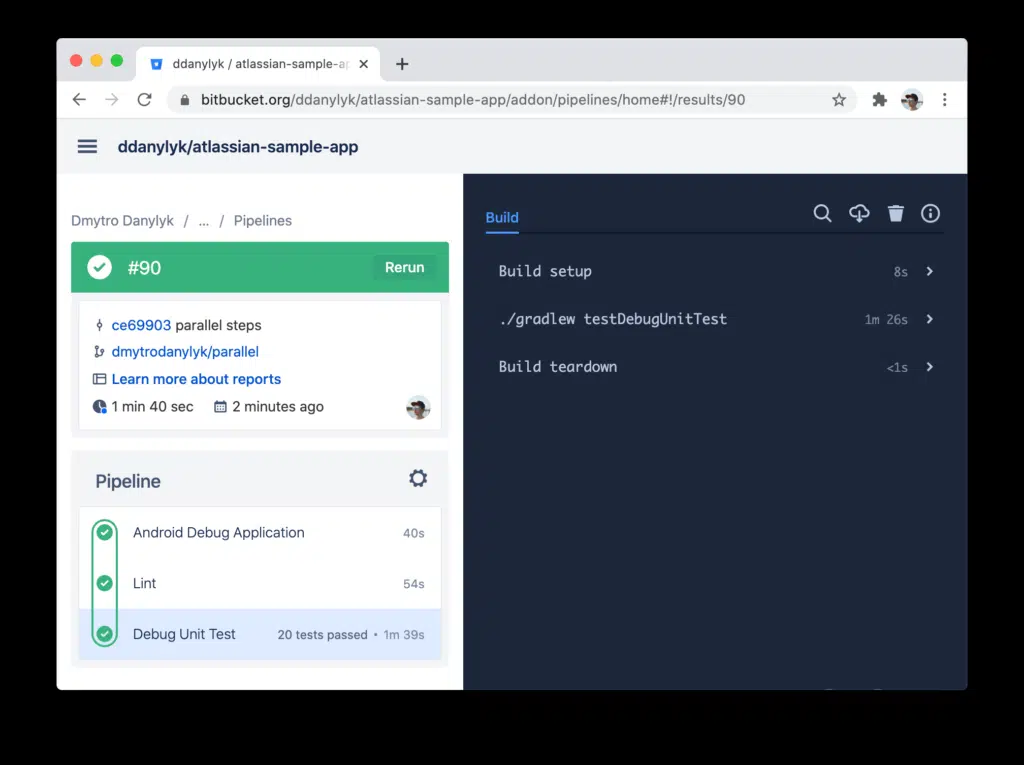 ddanylyk / atlassian-sample-a
bitbucket.org/ddanylyk/atlassian-sample-app/addon/pipelines/home#!/results/90
ddanylyk/atlassian-sample-app
Dmytro Danylyk / ... / Pipelines
#90 Rerun
ce69903 parallel steps
dmytrodanylyk/parallel
Learn more about reports
1 min 40 sec 2 minutes ago
Pipeline
Android Debug Application 40s
Lint 54s
Debug Unit Test 20 tests passed • 1m 39s
Build
Build setup 8s
./gradlew testDebugUnitTest 1m 26s
Build teardown <1s